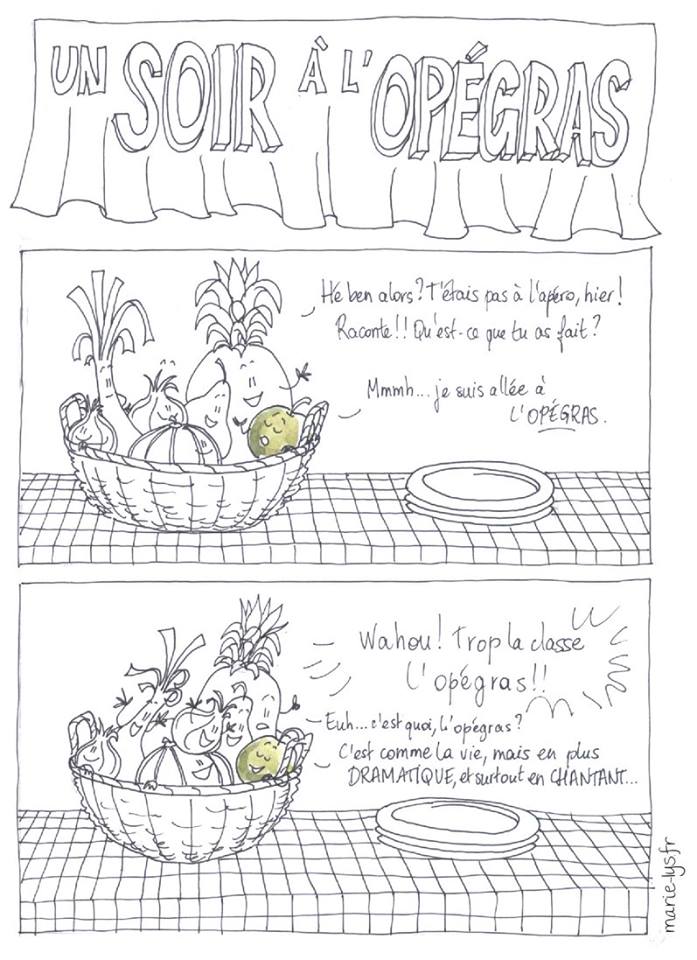 UN SOIR À L'OPÉGRAS
Hé ben alors? T'étais pas à l'apéro, hier!
Raconte!! Qu'est-ce que tu as fait?
Mmmh... je suis allée à
L'OPÉGRAS.
Wahou! Trop la classe
l'opégras!!
Euh... c'est quoi, l'opégras?
C'est comme la vie, mais en plus
DRAMATIQUE, et surtout en CHANTANT...
marie-lys.fr